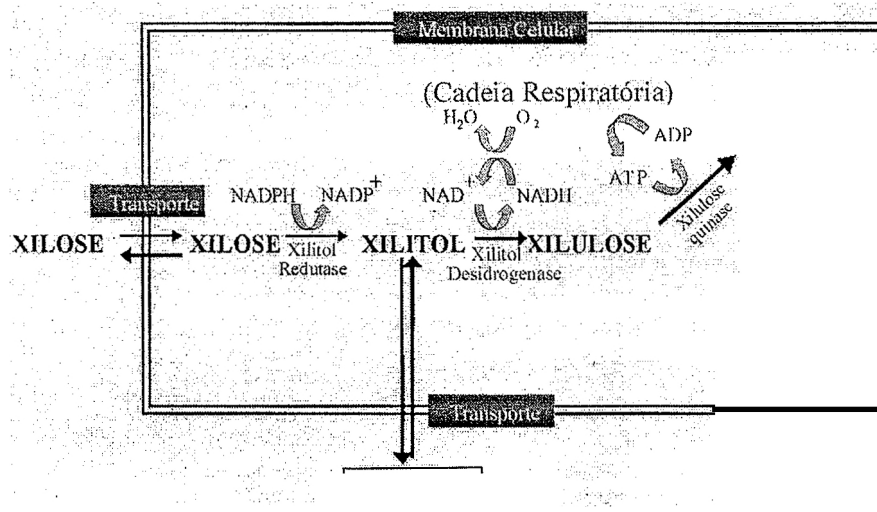 Membrana Celular
(Cadeia Respiratória)
H₂O O₂
ADP
ATP
Transporte
NADPH NADP⁺
NAD⁺ NADH
Xilulose
quinase
XILOSE XILOSE XILITOL XILULOSE
Xilitol
Redutase
Xilitol
Desidrogenase
Transporte